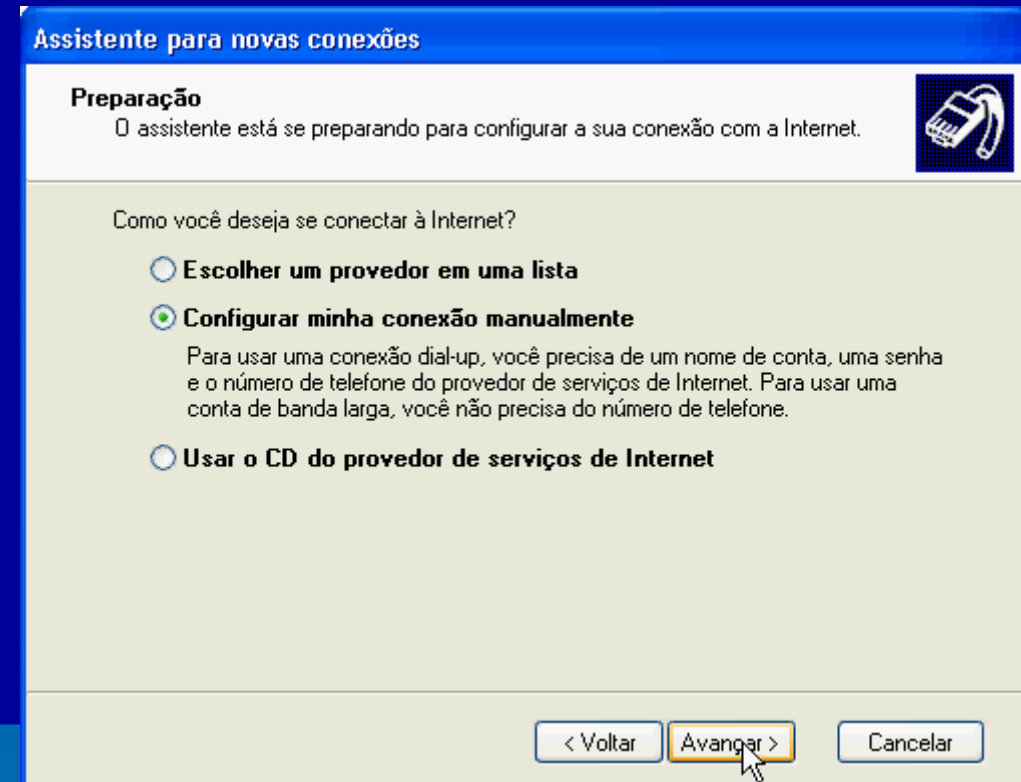 Assistente para novas conexões
Preparação
O assistente está se preparando para configurar a sua conexão com a Internet.
Como você deseja se conectar à Internet?
Escolher um provedor em uma lista
Configurar minha conexão manualmente
Para usar uma conexão dial-up, você precisa de um nome de conta, uma senha
e o número de telefone do provedor de serviços de Internet. Para usar uma
conta de banda larga, você não precisa do número de telefone.
Usar o CD do provedor de serviços de Internet
< Voltar
Avançar >
Cancelar